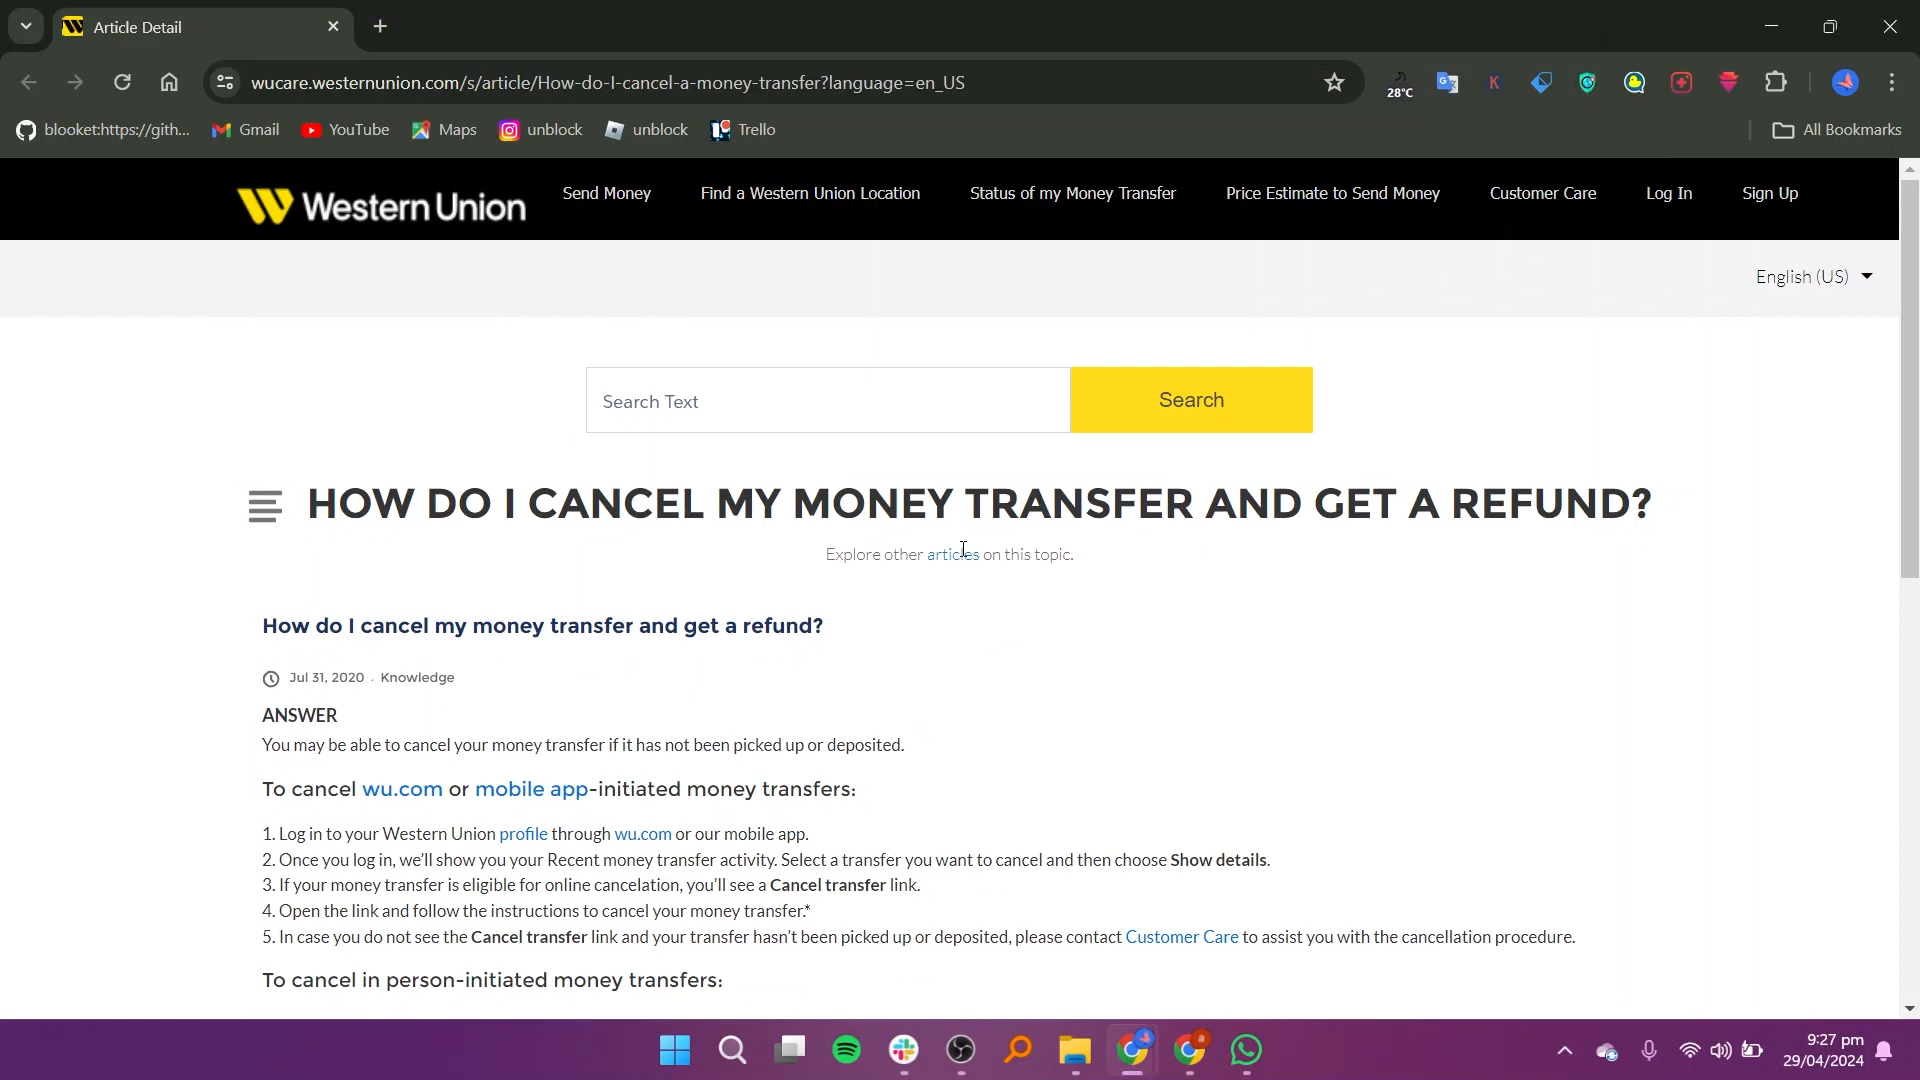 Article Detail
wucare.westernunion.com/s/article/How-do-I-cancel-a-money-transfer?language=en_US
28°C
K
blooket:https://gith...
Gmail
YouTube
Maps
unblock
unblock
Trello
All Bookmarks
Western Union
Send Money
Find a Western Union Location
Status of my Money Transfer
Price Estimate to Send Money
Customer Care
Log In
Sign Up
English (US)
Search Text
Search
HOW DO I CANCEL MY MONEY TRANSFER AND GET A REFUND?
Explore other articles on this topic.
How do I cancel my money transfer and get a refund?
Jul 31, 2020 . Knowledge
ANSWER
You may be able to cancel your money transfer if it has not been picked up or deposited.
To cancel wu.com or mobile app-initiated money transfers:
1. Log in to your Western Union profile through wu.com or our mobile app.
2. Once you log in, we'll show you your Recent money transfer activity. Select a transfer you want to cancel and then choose Show details.
3. If your money transfer is eligible for online cancelation, you'll see a Cancel transfer link.
4. Open the link and follow the instructions to cancel your money transfer.*
5. In case you do not see the Cancel transfer link and your transfer hasn't been picked up or deposited, please contact Customer Care to assist you with the cancellation procedure.
To cancel in person-initiated money transfers:
9:27 pm
29/04/2024